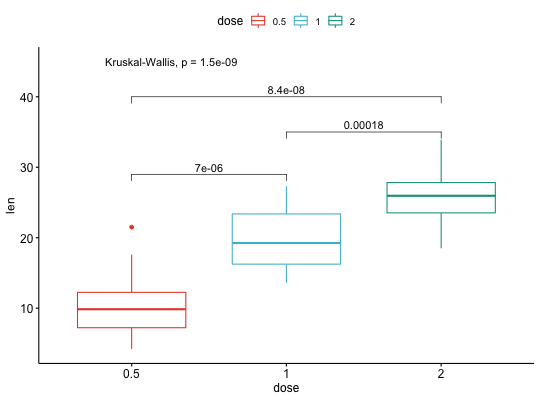 dose 0.5 1 2
Kruskal-Wallis, p = 1.5e-09
8.4e-08
0.00018
7e-06
40
30
20
10
len
0.5 1 2
dose